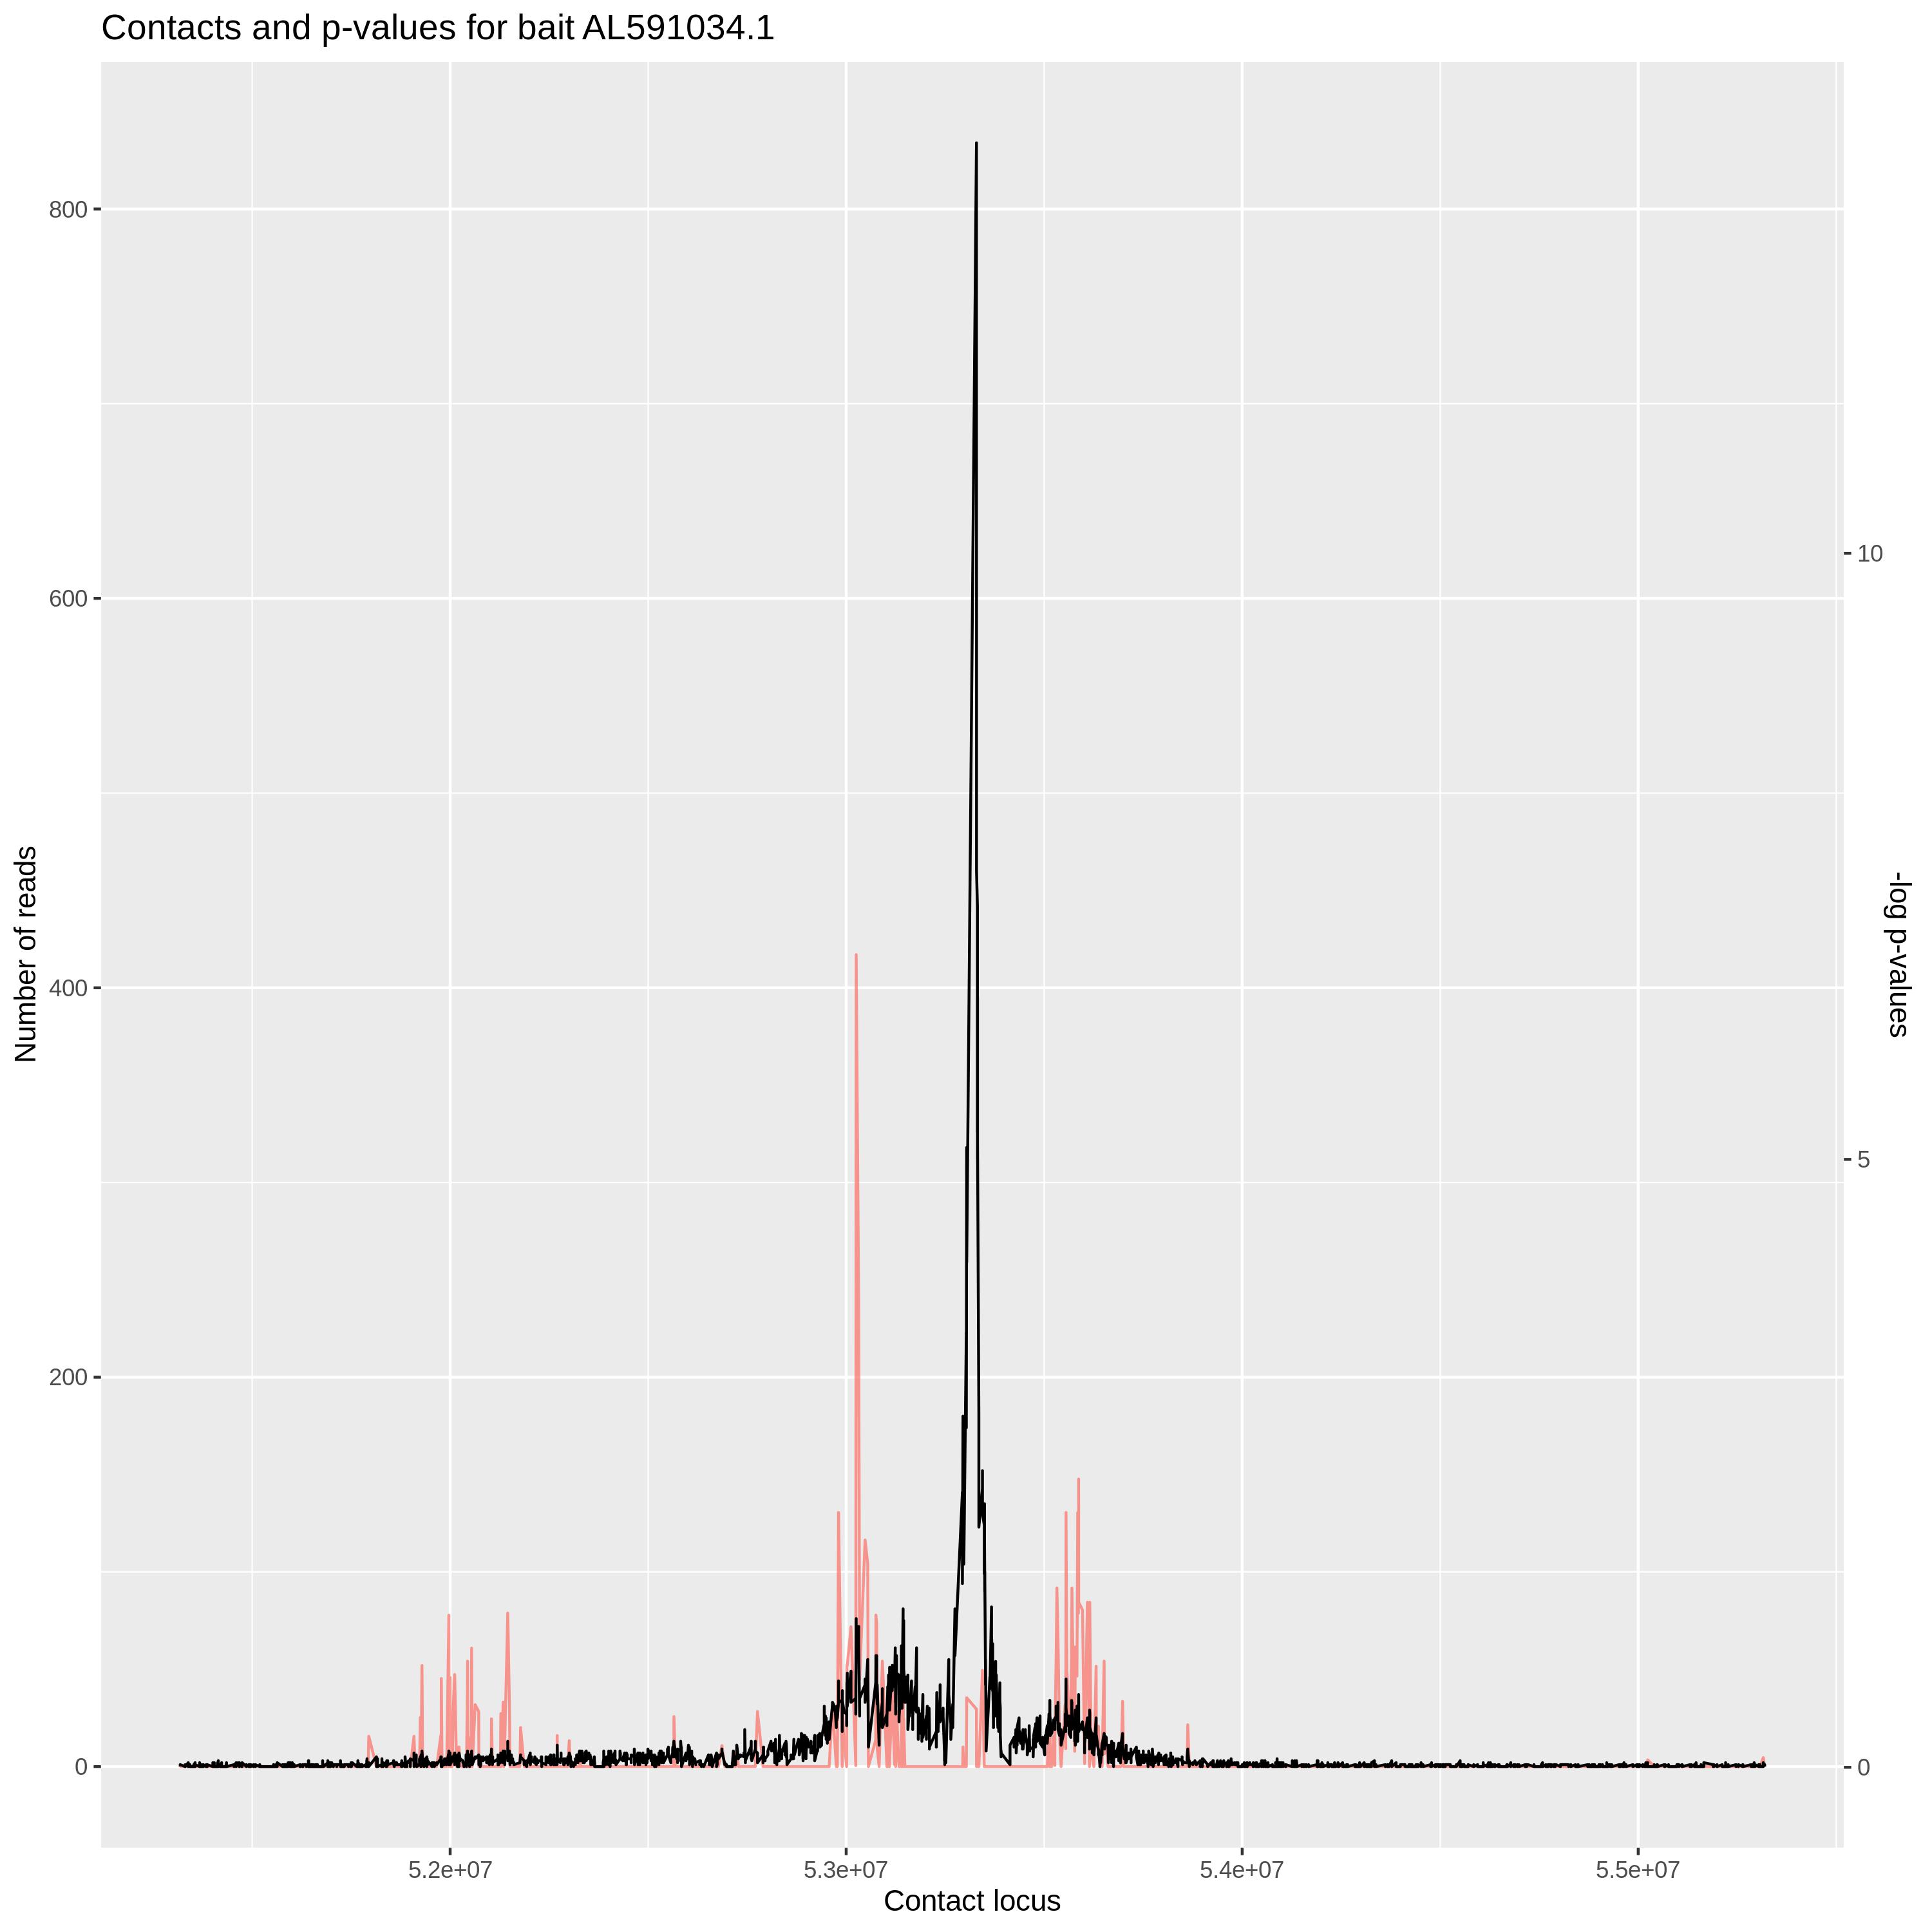 Contacts and p-values for bait AL591034.1
800
600
400
200
0
10
5
0
Number of reads
-log p-values
5.2e+07
5.3e+07
5.4e+07
5.5e+07
Contact locus